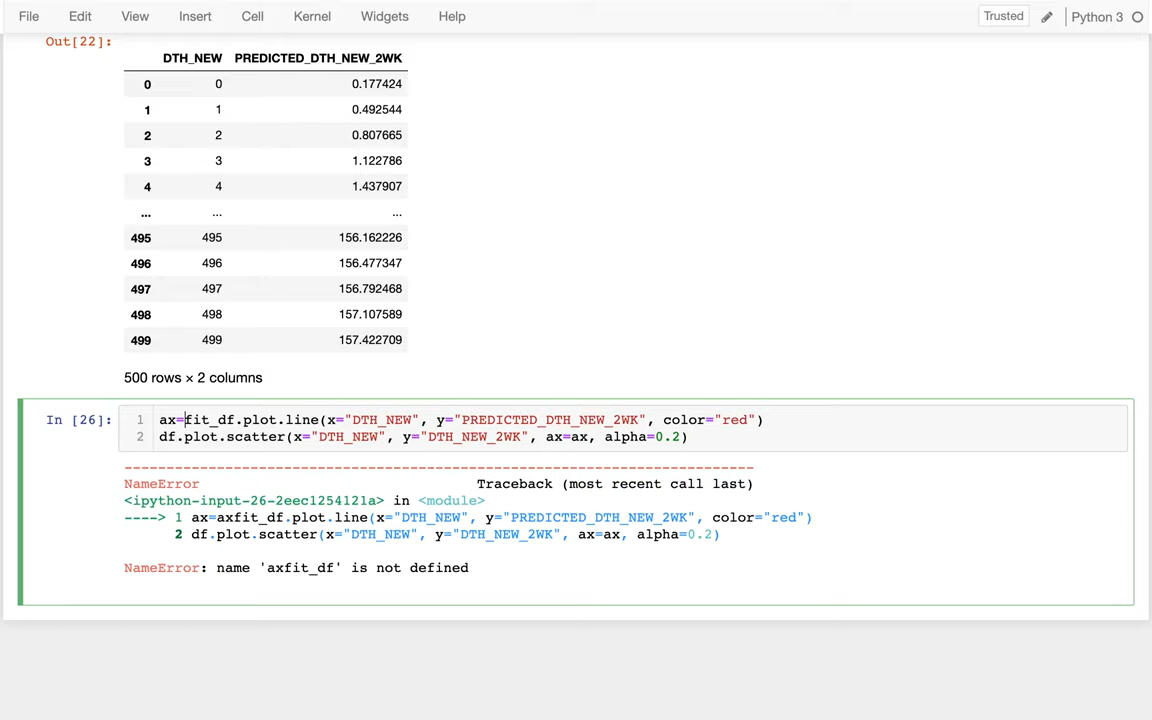 File Edit View Insert Cell Kernel Widgets Help Trusted Python 3
Out[22]:
DTH_NEW PREDICTED_DTH_NEW_2WK
0 0 0.177424
1 1 0.492544
2 2 0.807665
3 3 1.122786
4 4 1.437907
... ... ...
495 495 156.162226
496 496 156.477347
497 497 156.792468
498 498 157.107589
499 499 157.422709
500 rows × 2 columns
In [26]: 1 ax=fit_df.plot.line(x="DTH_NEW", y="PREDICTED_DTH_NEW_2WK", color="red")
2 df.plot.scatter(x="DTH_NEW", y="DTH_NEW_2WK", ax=ax, alpha=0.2)
---------------------------------------------------------------------------
NameError Traceback (most recent call last)
<ipython-input-26-2eec1254121a> in <module>
----> 1 ax=axfit_df.plot.line(x="DTH_NEW", y="PREDICTED_DTH_NEW_2WK", color="red")
2 df.plot.scatter(x="DTH_NEW", y="DTH_NEW_2WK", ax=ax, alpha=0.2)
NameError: name 'axfit_df' is not defined